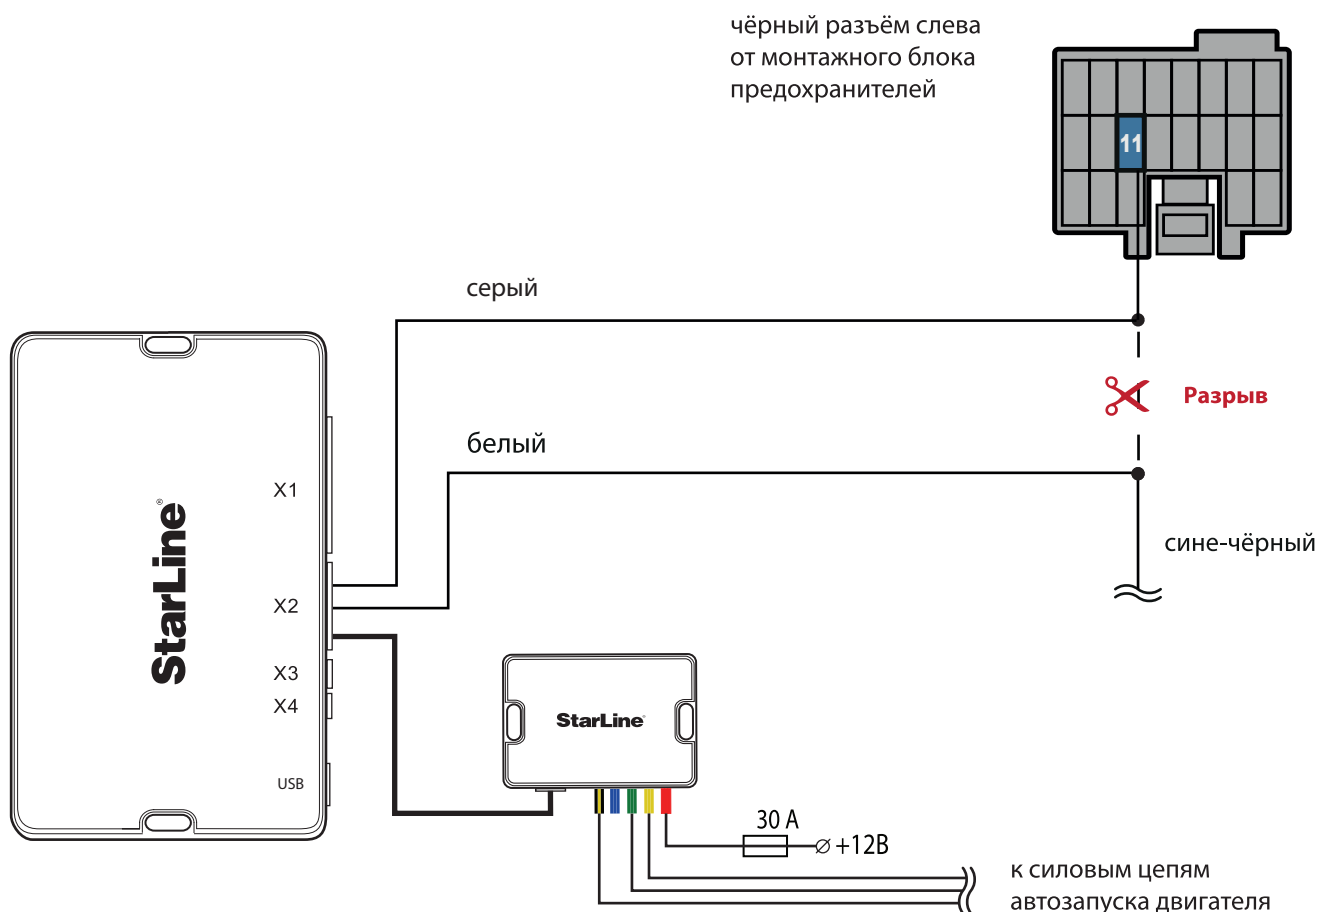 чёрный разъём слева
от монтажного блока
предохранителей
11
серый
Разрыв
белый
X1
StarLine®
сине-чёрный
X2
X3
X4
StarLine
USB
30 А
+12В
к силовым цепям
автозапуска двигателя